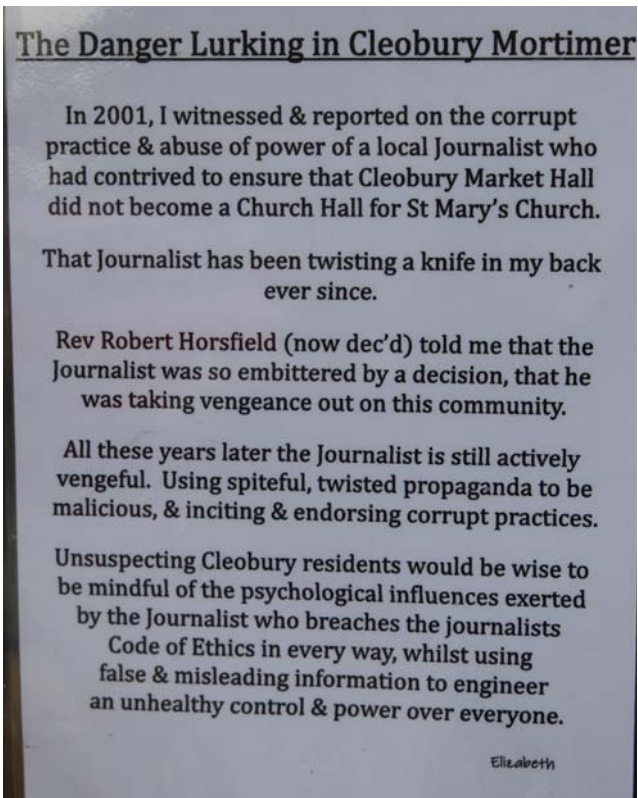 The Danger Lurking in Cleobury Mortimer
In 2001, I witnessed & reported on the corrupt
practice & abuse of power of a local Journalist who
had contrived to ensure that Cleobury Market Hall
did not become a Church Hall for St Mary's Church.
That Journalist has been twisting a knife in my back
ever since.
Rev Robert Horsfield (now dec'd) told me that the
Journalist was so embittered by a decision, that he
was taking vengeance out on this community.
All these years later the Journalist is still actively
vengeful. Using spiteful, twisted propaganda to be
malicious, & inciting & endorsing corrupt practices.
Unsuspecting Cleobury residents would be wise to
be mindful of the psychological influences exerted
by the Journalist who breaches the journalists
Code of Ethics in every way, whilst using
false & misleading information to engineer
an unhealthy control & power over everyone.
Elizabeth